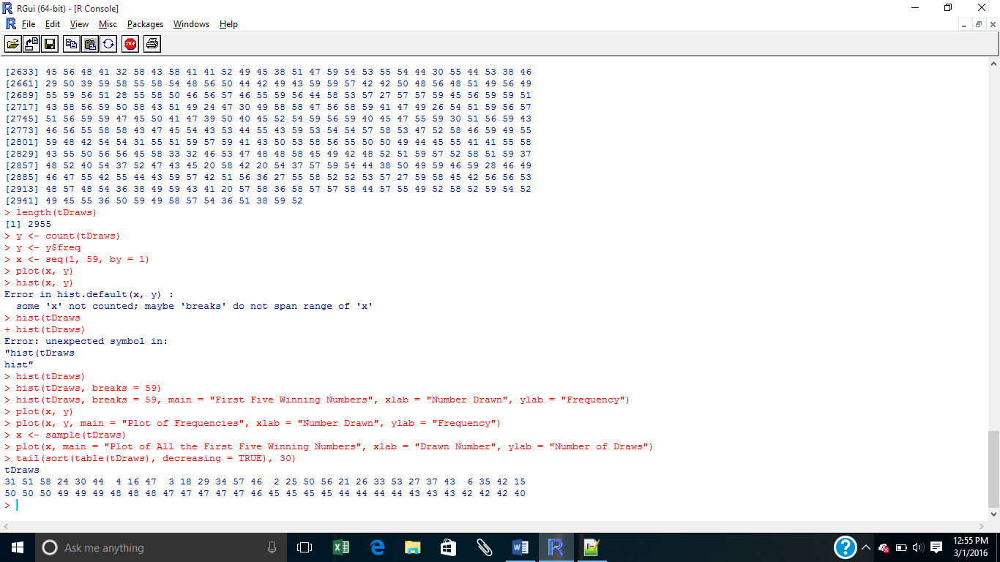 RGui (64-bit) - [R Console]
File Edit View Misc Packages Windows Help
STOP
[2633] 45 56 48 41 32 58 43 58 41 41 52 49 45 38 51 47 59 54 53 55 54 44 30 55 44 53 38 46
[2661] 29 50 39 59 58 55 58 54 48 56 50 44 42 49 43 59 59 57 42 42 50 48 56 48 51 49 56 49
[2689] 55 59 56 51 28 55 58 50 46 56 57 46 55 59 56 44 58 53 57 27 57 57 59 45 56 59 59 51
[2717] 43 58 56 59 50 58 43 51 49 24 47 30 49 58 58 47 56 58 59 41 47 49 26 54 51 59 56 57
[2745] 51 56 59 59 47 45 50 41 47 39 50 40 45 52 54 59 56 59 40 45 47 55 59 30 51 56 59 43
[2773] 46 56 55 58 58 43 47 45 54 43 53 44 55 43 59 53 54 54 57 58 53 47 52 58 46 59 49 55
[2801] 59 48 42 54 54 31 55 51 59 57 59 41 43 50 53 58 56 55 50 50 49 44 45 55 41 41 55 58
[2829] 43 55 50 56 56 45 58 33 32 46 53 47 48 48 58 45 49 42 48 52 51 59 57 52 58 51 59 37
[2857] 48 52 40 54 37 52 47 43 45 20 58 42 20 54 37 57 59 54 44 38 50 49 59 46 59 28 46 49
[2885] 46 47 55 42 55 44 43 59 57 42 51 56 36 27 55 58 52 52 53 57 27 59 58 45 42 56 56 53
[2913] 48 57 48 54 36 38 49 59 43 41 20 57 58 36 58 57 57 58 44 57 55 49 52 58 52 59 54 52
[2941] 49 45 55 36 50 59 49 58 57 54 36 51 38 59 52
> length(tDraws)
[1] 2955
> y <- count(tDraws)
> y <- y$freq
> x <- seq(1, 59, by = 1)
> plot(x, y)
> hist(x, y)
Error in hist.default(x, y) :
some 'x' not counted; maybe 'breaks' do not span range of 'x'
> hist(tDraws
+ hist(tDraws)
Error: unexpected symbol in:
"hist(tDraws
hist"
> hist(tDraws)
> hist(tDraws, breaks = 59)
> hist(tDraws, breaks = 59, main = "First Five Winning Numbers", xlab = "Number Drawn", ylab = "Frequency")
> plot(x, y)
> plot(x, y, main = "Plot of Frequencies", xlab = "Number Drawn", ylab = "Frequency")
> x <- sample(tDraws)
> plot(x, main = "Plot of All the First Five Winning Numbers", xlab = "Drawn Number", ylab = "Number of Draws")
> tail(sort(table(tDraws), decreasing = TRUE), 30)
tDraws
31 51 58 24 30 44 4 16 47 3 18 29 34 57 46 2 25 50 56 21 26 33 53 27 37 43 6 35 42 15
50 50 50 49 49 49 48 48 48 47 47 47 47 47 46 45 45 45 45 44 44 44 44 43 43 43 42 42 42 40
>
Ask me anything
12:55 PM
3/1/2016